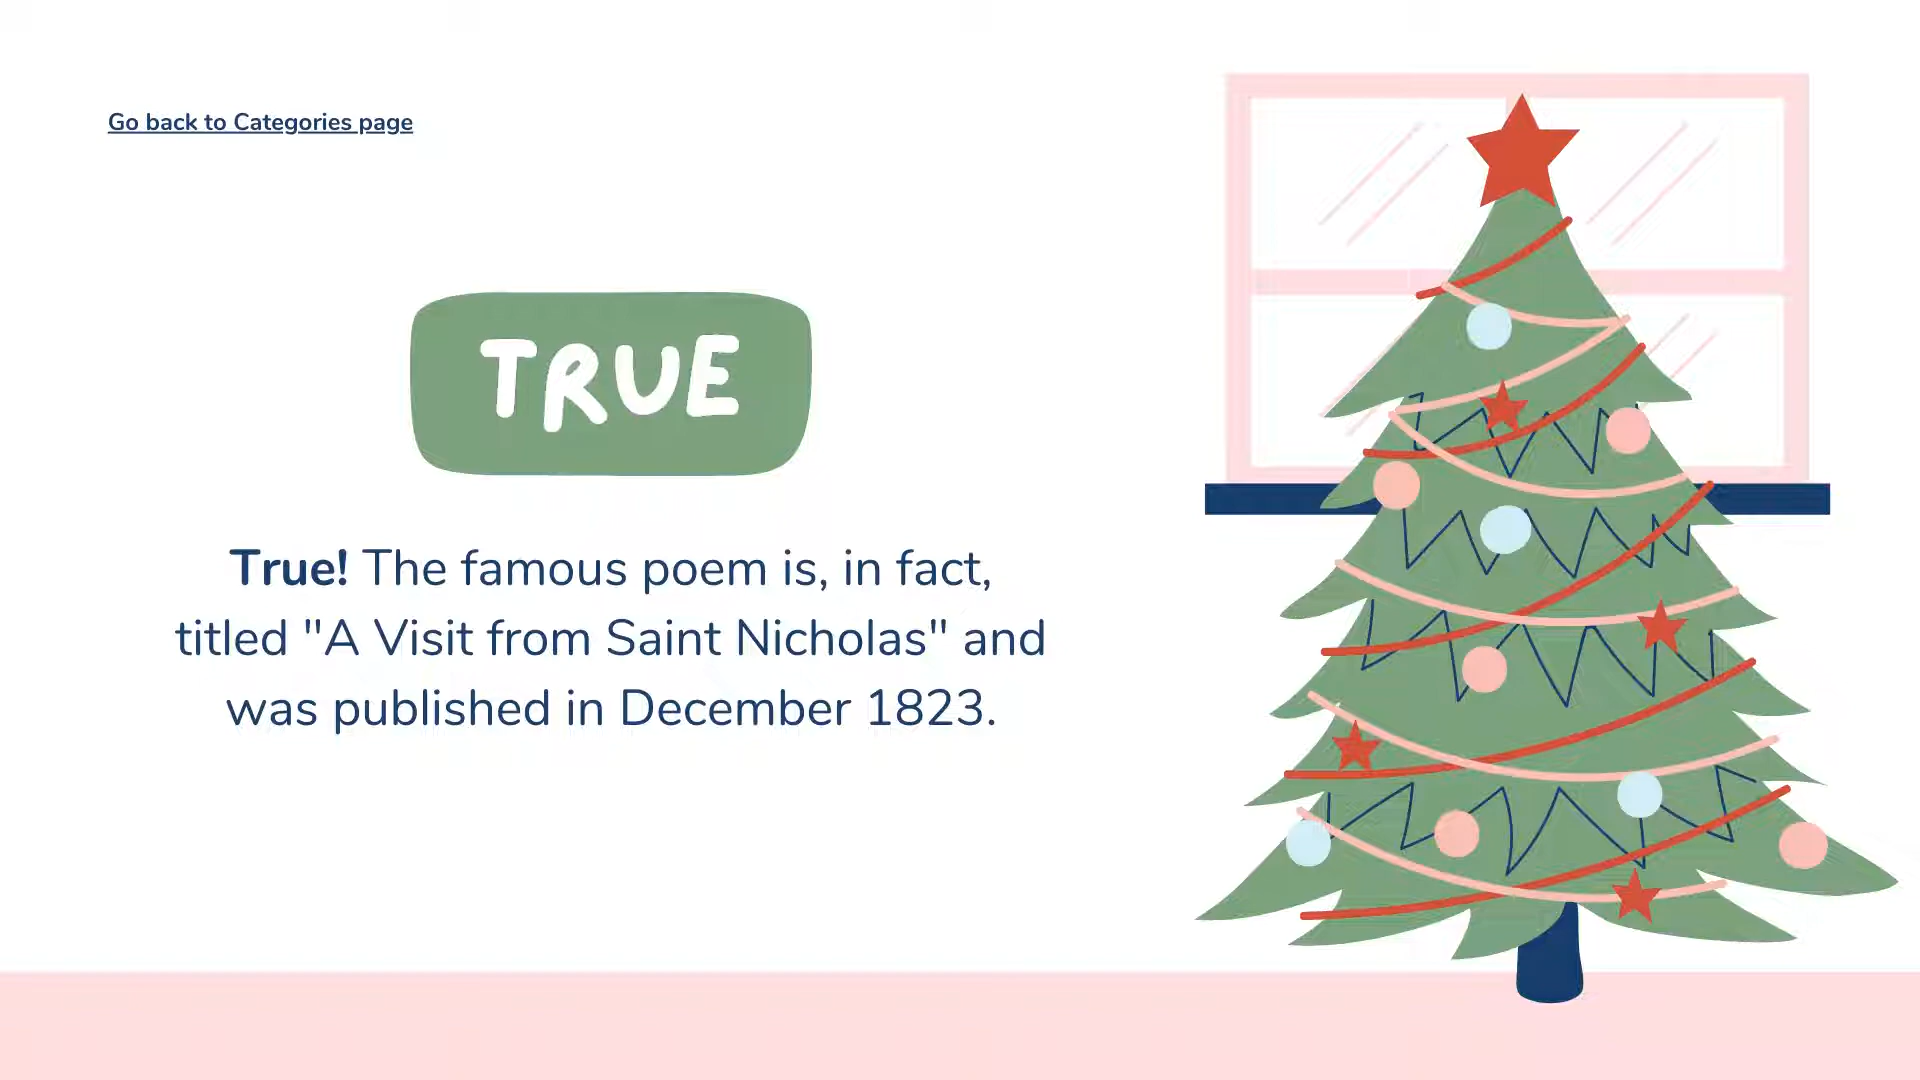 Go back to Categories page
TRUE
True! The famous poem is, in fact,
titled "A Visit from Saint Nicholas" and
was published in December 1823.